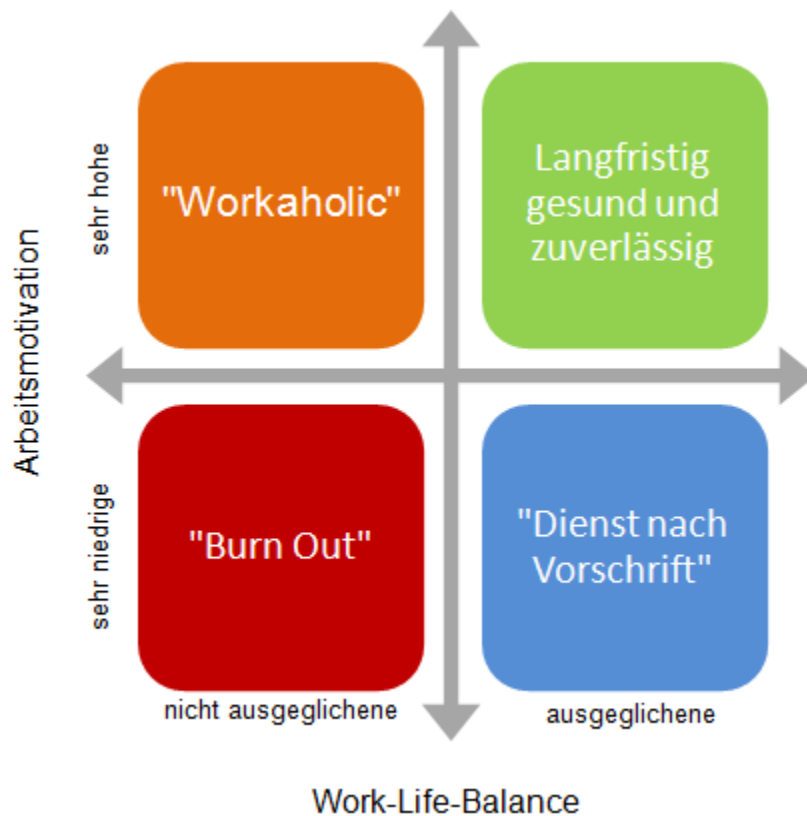 sehr hohe
"Workaholic"
Langfristig
gesund und
zuverlässig
Arbeitsmotivation
sehr niedrige
"Burn Out"
"Dienst nach
Vorschrift"
nicht ausgeglichene
ausgeglichene
Work-Life-Balance